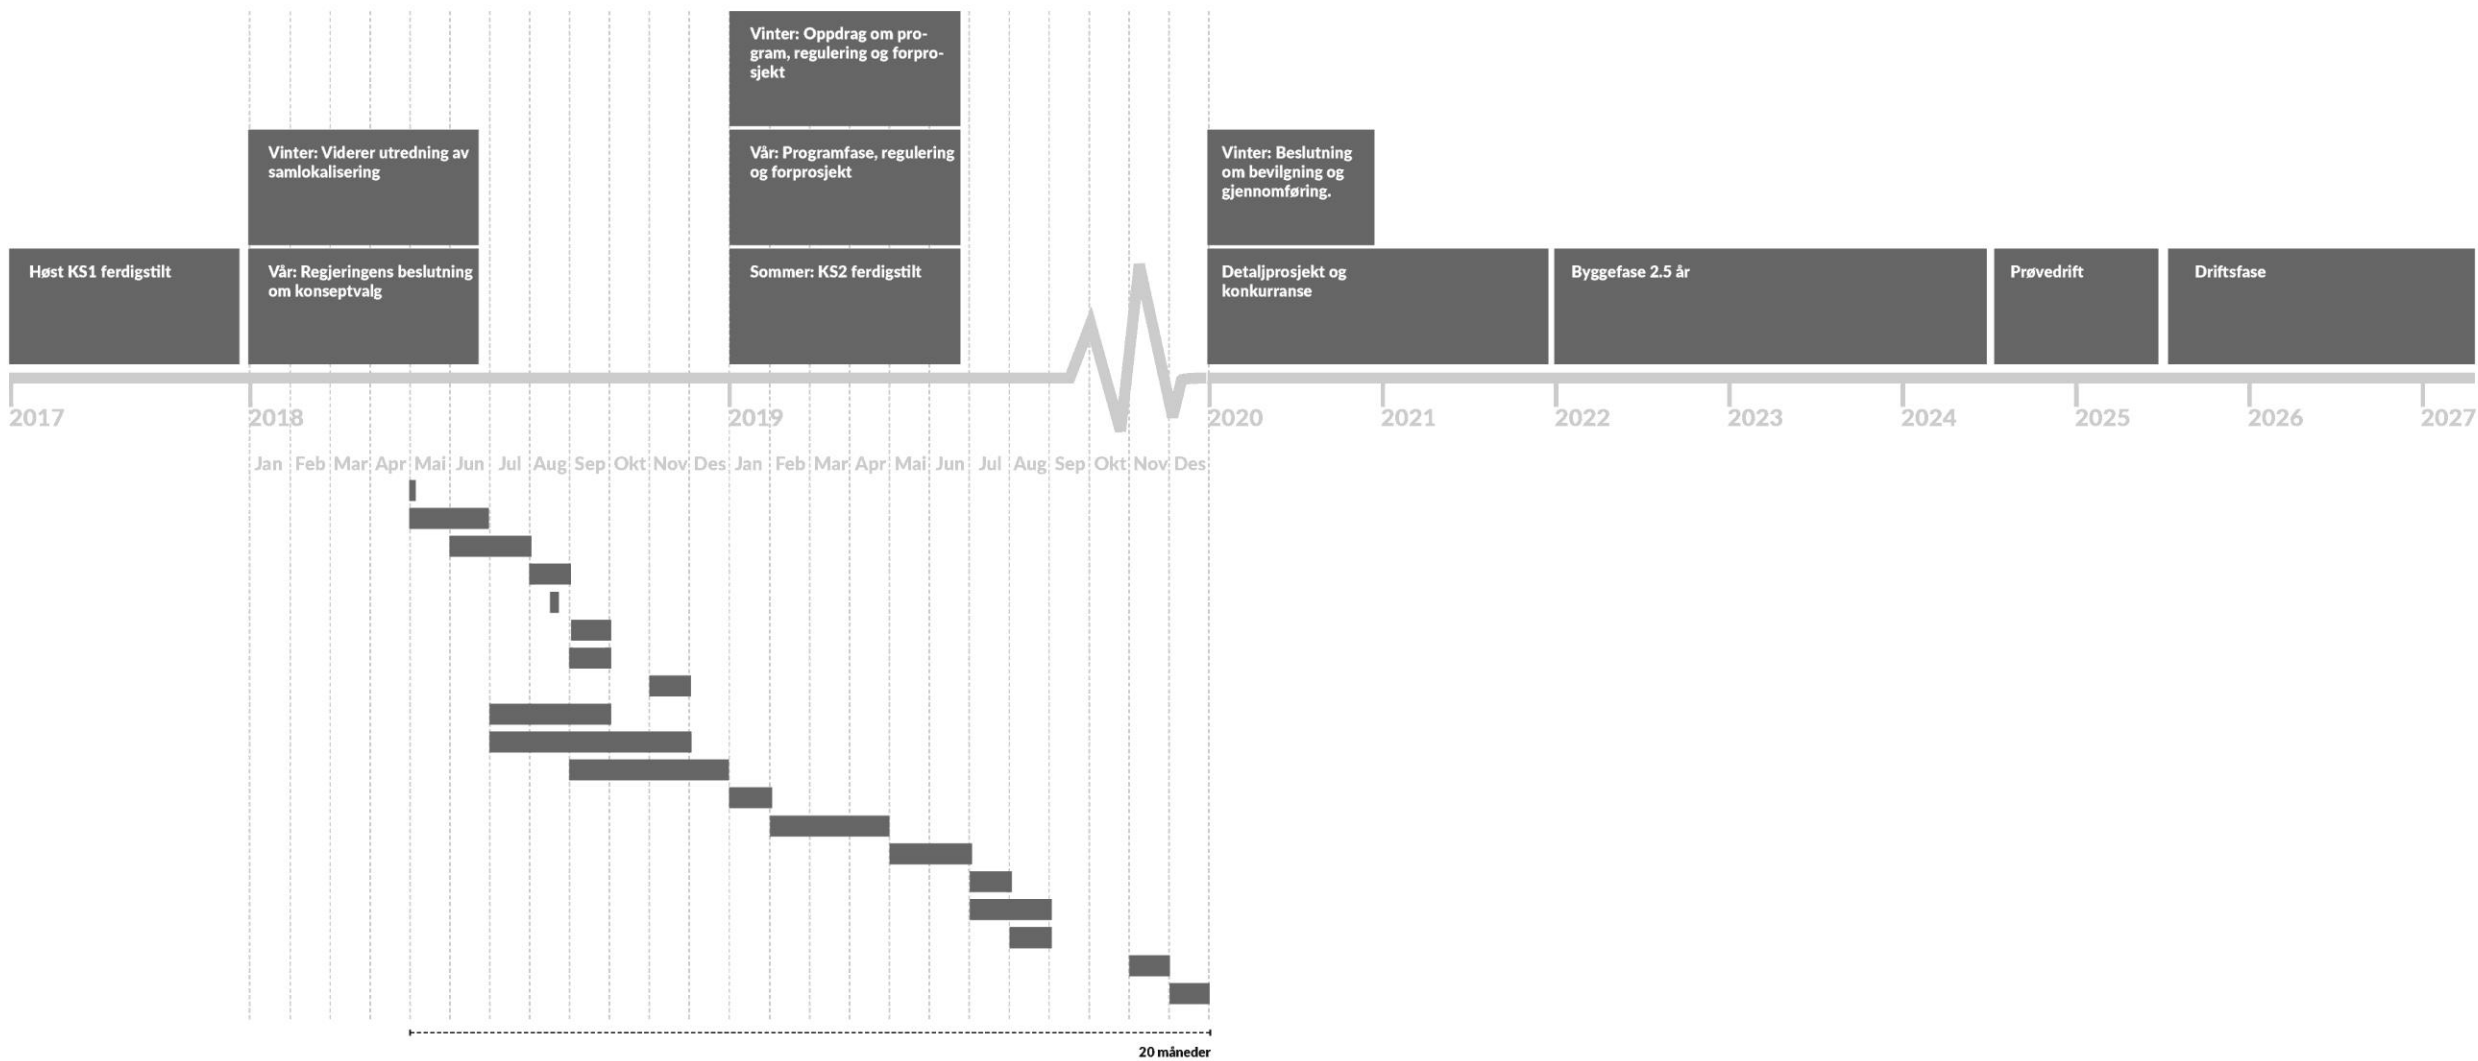 Vinter: Oppdrag om pro-
gram, regulering og forpro-
sjekt
Vinter: Viderer utredning av
samlokalisering
Vår: Programfase, regulering
og forprosjekt
Vinter: Beslutning
om bevilgning og
gjennomføring.
Høst KS1 ferdigstilt
Vår: Regjeringens beslutning
om konseptvalg
Sommer: KS2 ferdigstilt
Detaljprosjekt og
konkurranse
Byggefase 2.5 år
Prøvedrift
Driftsfase
2017 2018 2019 2020 2021 2022 2023 2024 2025 2026 2027
Jan Feb Mar Apr Mai Jun Jul Aug Sep Okt Nov Des Jan Feb Mar Apr Mai Jun Jul Aug Sep Okt Nov Des
20 måneder